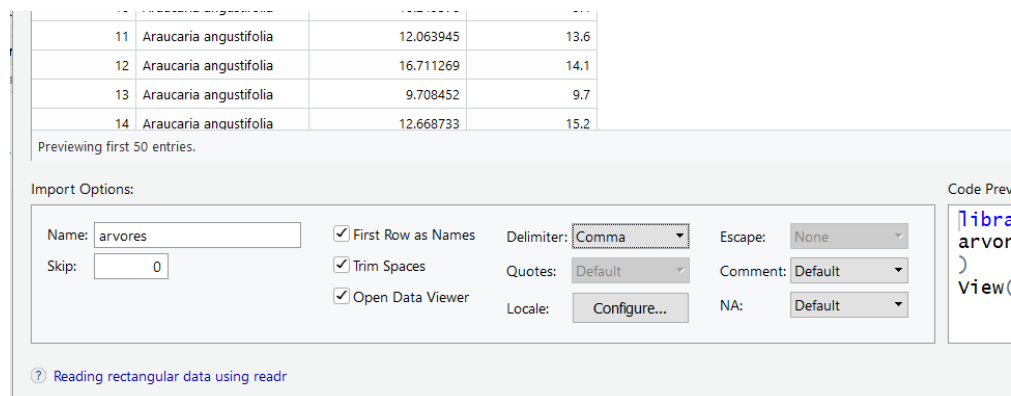 11 Araucaria angustifolia 12.063945 13.6
12 Araucaria angustifolia 16.711269 14.1
13 Araucaria angustifolia 9.708452 9.7
14 Araucaria angustifolia 12.668733 15.2
Previewing first 50 entries.
Import Options:
Name: arvores
Skip: 0
First Row as Names
Trim Spaces
Open Data Viewer
Delimiter: Comma
Quotes: Default
Locale: Configure...
Escape: None
Comment: Default
NA: Default
Code Prev
libra
arvor
)
View(
? Reading rectangular data using readr